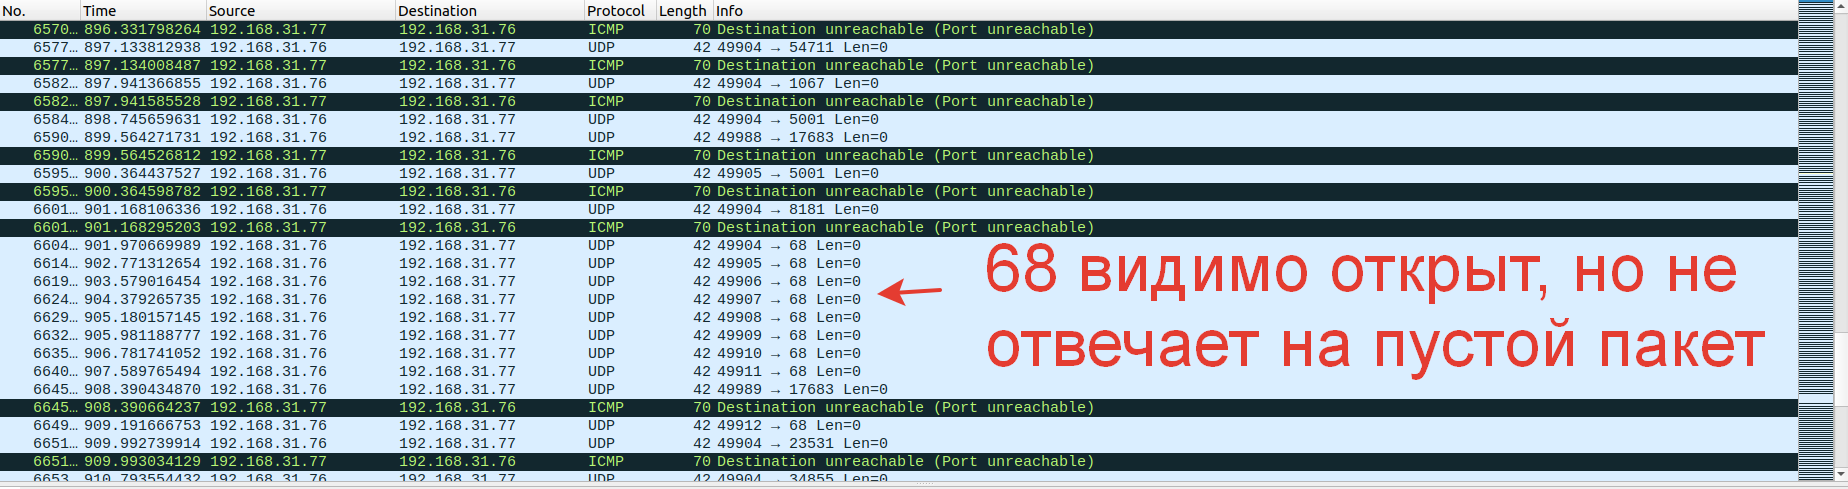 No. Time Source Destination Protocol Length Info
6570… 896.331798264 192.168.31.77 192.168.31.76 ICMP 70 Destination unreachable (Port unreachable)
6577… 897.133812938 192.168.31.76 192.168.31.77 UDP 42 49904 → 54711 Len=0
6577… 897.134008487 192.168.31.77 192.168.31.76 ICMP 70 Destination unreachable (Port unreachable)
6582… 897.941366855 192.168.31.76 192.168.31.77 UDP 42 49904 → 1067 Len=0
6582… 897.941585528 192.168.31.77 192.168.31.76 ICMP 70 Destination unreachable (Port unreachable)
6584… 898.745659631 192.168.31.76 192.168.31.77 UDP 42 49904 → 5001 Len=0
6590… 899.564271731 192.168.31.76 192.168.31.77 UDP 42 49988 → 17683 Len=0
6590… 899.564526812 192.168.31.77 192.168.31.76 ICMP 70 Destination unreachable (Port unreachable)
6595… 900.364437527 192.168.31.76 192.168.31.77 UDP 42 49905 → 5001 Len=0
6595… 900.364598782 192.168.31.77 192.168.31.76 ICMP 70 Destination unreachable (Port unreachable)
6601… 901.168106336 192.168.31.76 192.168.31.77 UDP 42 49904 → 8181 Len=0
6601… 901.168295203 192.168.31.77 192.168.31.76 ICMP 70 Destination unreachable (Port unreachable)
6604… 901.970669989 192.168.31.76 192.168.31.77 UDP 42 49904 → 68 Len=0
6614… 902.771312654 192.168.31.76 192.168.31.77 UDP 42 49905 → 68 Len=0
6619… 903.579016454 192.168.31.76 192.168.31.77 UDP 42 49906 → 68 Len=0
6624… 904.379265735 192.168.31.76 192.168.31.77 UDP 42 49907 → 68 Len=0
6629… 905.180157145 192.168.31.76 192.168.31.77 UDP 42 49908 → 68 Len=0
6632… 905.981188777 192.168.31.76 192.168.31.77 UDP 42 49909 → 68 Len=0
6635… 906.781741052 192.168.31.76 192.168.31.77 UDP 42 49910 → 68 Len=0
6640… 907.589765494 192.168.31.76 192.168.31.77 UDP 42 49911 → 68 Len=0
6645… 908.390434870 192.168.31.76 192.168.31.77 UDP 42 49989 → 17683 Len=0
6645… 908.390664237 192.168.31.77 192.168.31.76 ICMP 70 Destination unreachable (Port unreachable)
6649… 909.191666753 192.168.31.76 192.168.31.77 UDP 42 49912 → 68 Len=0
6651… 909.992739914 192.168.31.76 192.168.31.77 UDP 42 49904 → 23531 Len=0
6651… 909.993034129 192.168.31.77 192.168.31.76 ICMP 70 Destination unreachable (Port unreachable)
6653… 910.793554432 192.168.31.76 192.168.31.77 UDP 42 49904 → 34855 Len=0
68 видимо открыт, но не
отвечает на пустой пакет